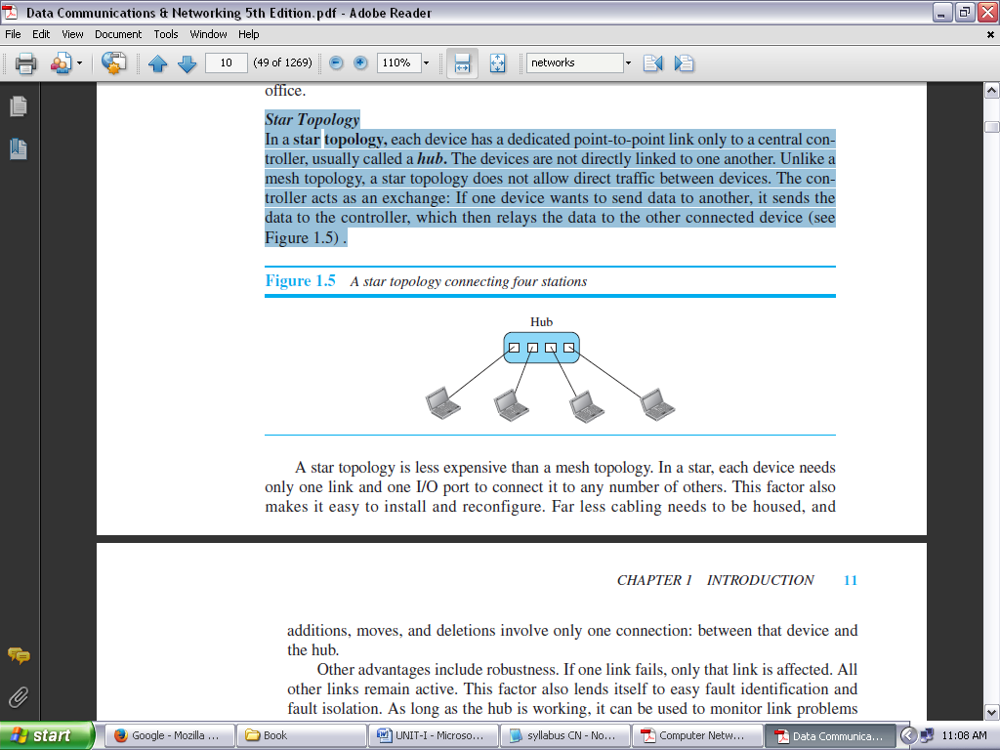 Data Communications & Networking 5th Edition.pdf - Adobe Reader
File Edit View Document Tools Window Help
10 (49 of 1269) 110% networks
office.
Star Topology
In a star topology, each device has a dedicated point-to-point link only to a central con-
troller, usually called a hub. The devices are not directly linked to one another. Unlike a
mesh topology, a star topology does not allow direct traffic between devices. The con-
troller acts as an exchange: If one device wants to send data to another, it sends the
data to the controller, which then relays the data to the other connected device (see
Figure 1.5) .
Figure 1.5 A star topology connecting four stations
Hub
A star topology is less expensive than a mesh topology. In a star, each device needs
only one link and one I/O port to connect it to any number of others. This factor also
makes it easy to install and reconfigure. Far less cabling needs to be housed, and
CHAPTER 1 INTRODUCTION 11
additions, moves, and deletions involve only one connection: between that device and
the hub.
Other advantages include robustness. If one link fails, only that link is affected. All
other links remain active. This factor also lends itself to easy fault identification and
fault isolation. As long as the hub is working, it can be used to monitor link problems
start Google - Mozilla ... Book UNIT-I - Microso... syllabus CN - No... Computer Netw... Data Communica... 11:08 AM